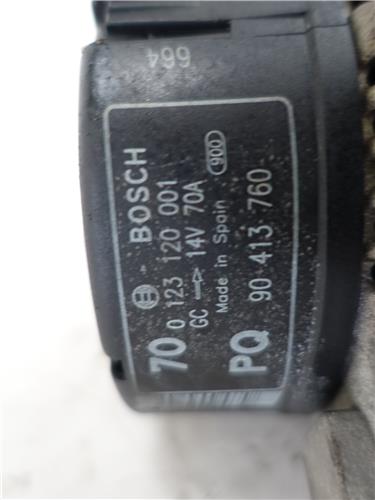 664
BOSCH
70 0 123 120 001
GC 14V 70A
Made in Spain 900
PQ 90 413 760